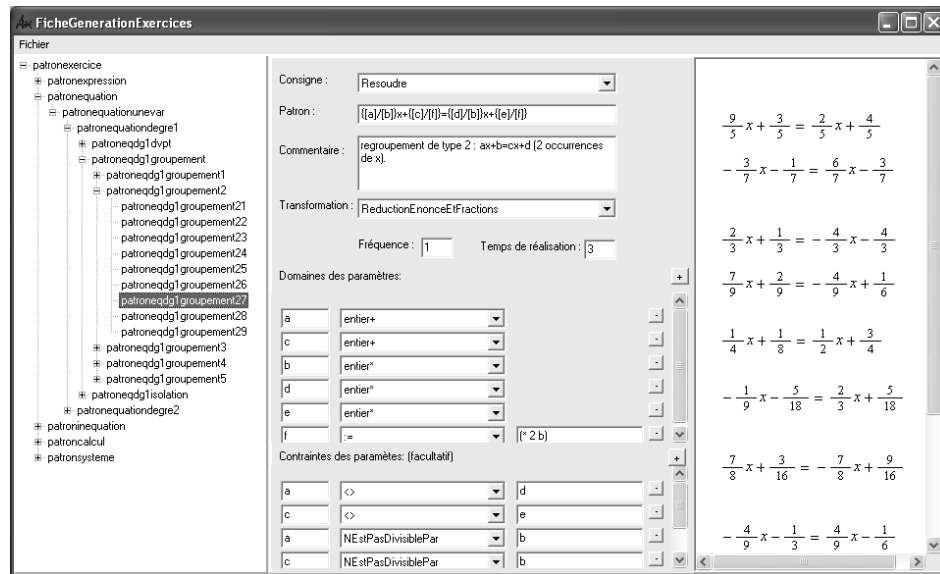 FicheGenerationExercices
Fichier
patronexercice
patronexpression
patronequation
patronequationunevar
patronequationdegre1
patroneqdg1dvpt
patroneqdg1groupement
patroneqdg1groupement1
patroneqdg1groupement2
patroneqdg1groupement21
patroneqdg1groupement22
patroneqdg1groupement23
patroneqdg1groupement24
patroneqdg1groupement25
patroneqdg1groupement26
patroneqdg1groupement27
patroneqdg1groupement28
patroneqdg1groupement29
patroneqdg1groupement3
patroneqdg1groupement4
patroneqdg1groupement5
patroneqdg1isolation
patronequationdegre2
patroninequation
patroncalcul
patronsysteme
Consigne : Resoudre
Patron : {[a]/[b]}x+{[c]/[f]}={[d]/[b]}x+{[e]/[f]}
Commentaire : regroupement de type 2 : ax+b=cx+d (2 occurrences
de x).
Transformation : ReductionEnonceEtFractions
Fréquence : 1 Temps de réalisation : 3
Domaines des paramètres: +
a entier+ -
c entier+ -
b entier* -
d entier* -
e entier* -
f := (* 2 b) -
Contraintes des paramètres: (facultatif) +
a <> d -
c <> e -
a NEstPasDivisiblePar b -
c NEstPasDivisiblePar b -
9/5 x + 3/5 = 2/5 x + 4/5
- 3/7 x - 1/7 = 6/7 x - 3/7
2/3 x + 1/3 = - 4/3 x - 4/3
7/9 x + 2/9 = - 4/9 x + 1/6
1/4 x + 1/8 = 1/2 x + 3/4
- 1/9 x - 5/18 = 2/3 x + 5/18
7/8 x + 3/16 = - 7/8 x + 9/16
- 4/9 x - 1/3 = 4/9 x - 1/6